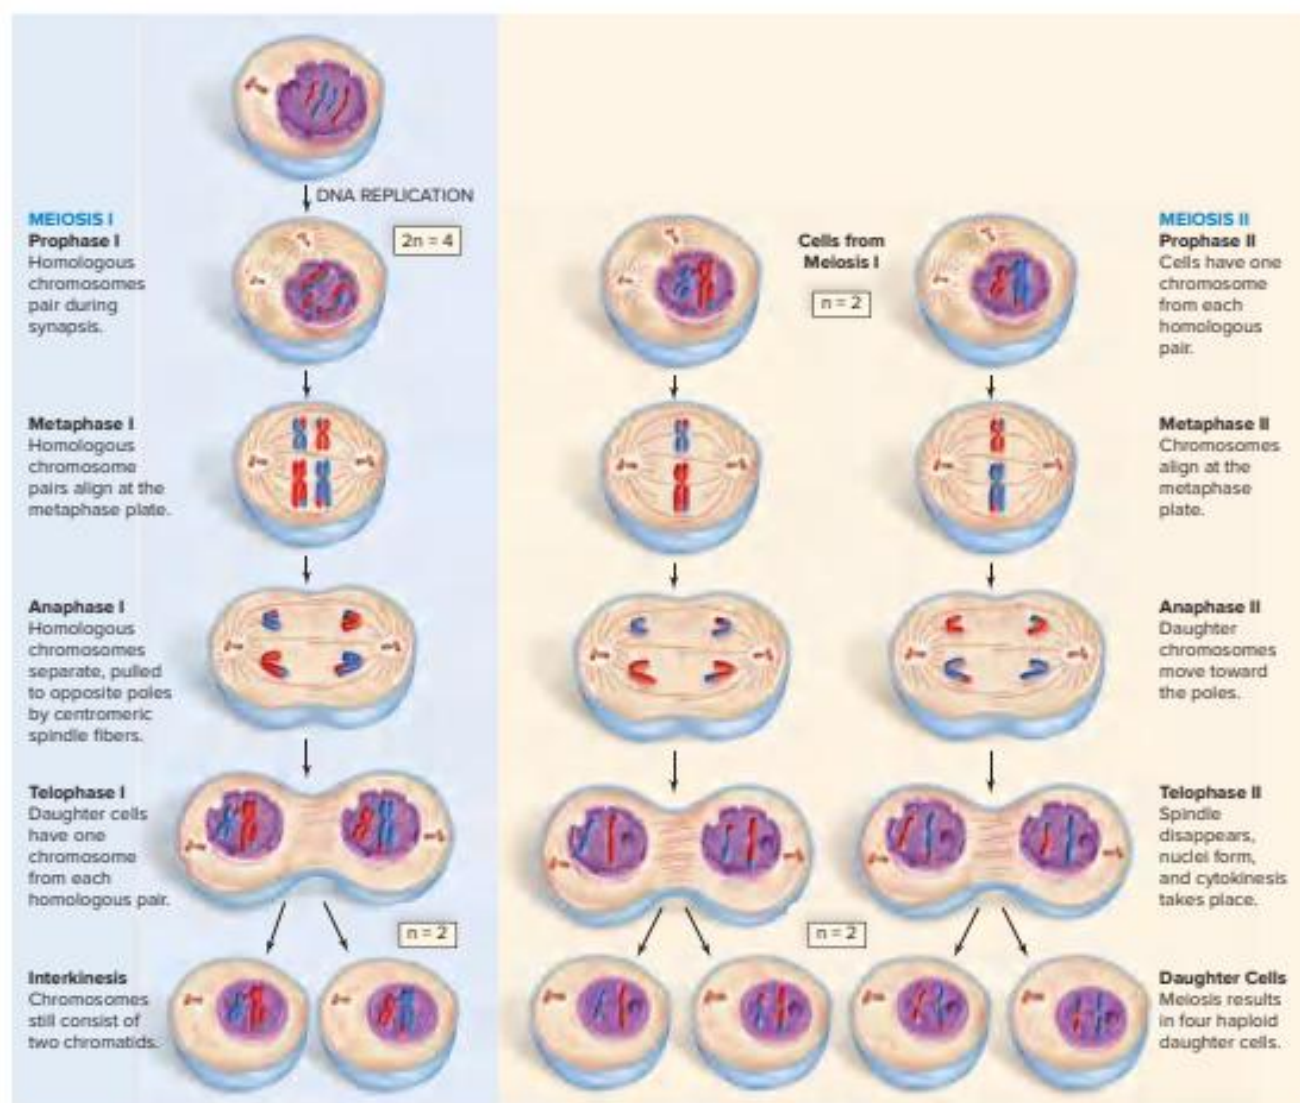 DNA REPLICATION
MEIOSIS I
Prophase I
Homologous
chromosomes
pair during
synapsis.
2n = 4
Metaphase I
Homologous
chromosome
pairs align at the
metaphase plate.
Anaphase I
Homologous
chromosomes
separate, pulled
to opposite poles
by centromeric
spindle fibers.
Telophase I
Daughter cells
have one
chromosome
from each
homologous pair.
n = 2
Interkinesis
Chromosomes
still consist of
two chromatids.
Cells from
Meiosis I
n = 2
MEIOSIS II
Prophase II
Cells have one
chromosome
from each
homologous
pair.
Metaphase II
Chromosomes
align at the
metaphase
plate.
Anaphase II
Daughter
chromosomes
move toward
the poles.
Telophase II
Spindle
disappears,
nuclei form,
and cytokinesis
takes place.
n = 2
Daughter Cells
Meiosis results
in four haploid
daughter cells.